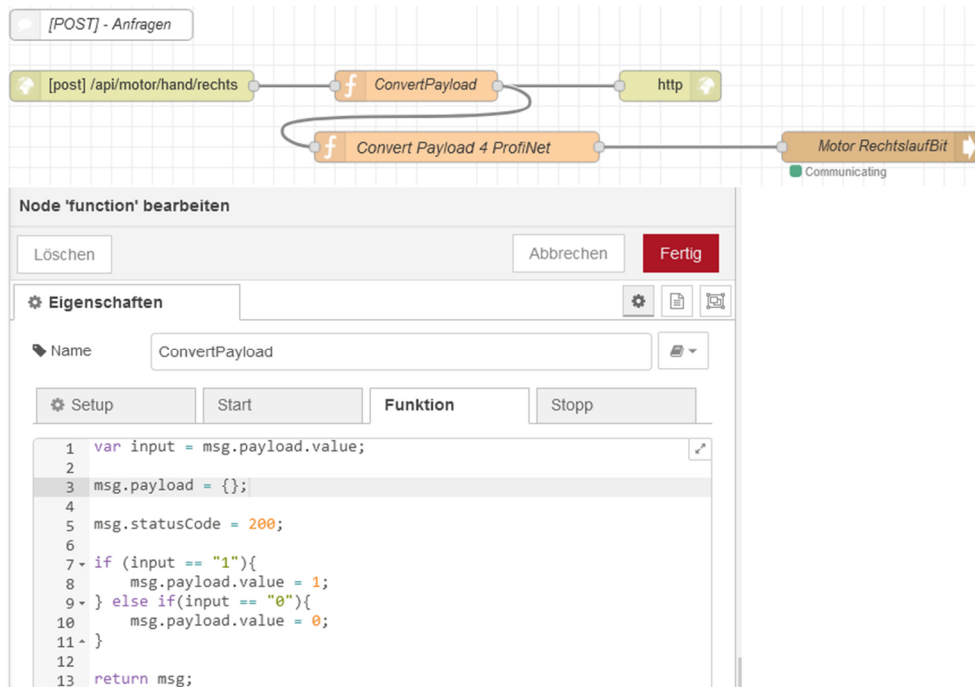 [POST] - Anfragen
[post] /api/motor/hand/rechts
ConvertPayload
http
Convert Payload 4 ProfiNet
Motor RechtslaufBit
Communicating
Node 'function' bearbeiten
Löschen
Abbrechen
Fertig
Eigenschaften
Name
ConvertPayload
Setup
Start
Funktion
Stopp
1 var input = msg.payload.value;
2
3 msg.payload = {};
4
5 msg.statusCode = 200;
6
7 if (input == "1"){
8 msg.payload.value = 1;
9 } else if(input == "0"){
10 msg.payload.value = 0;
11 }
12
13 return msg;